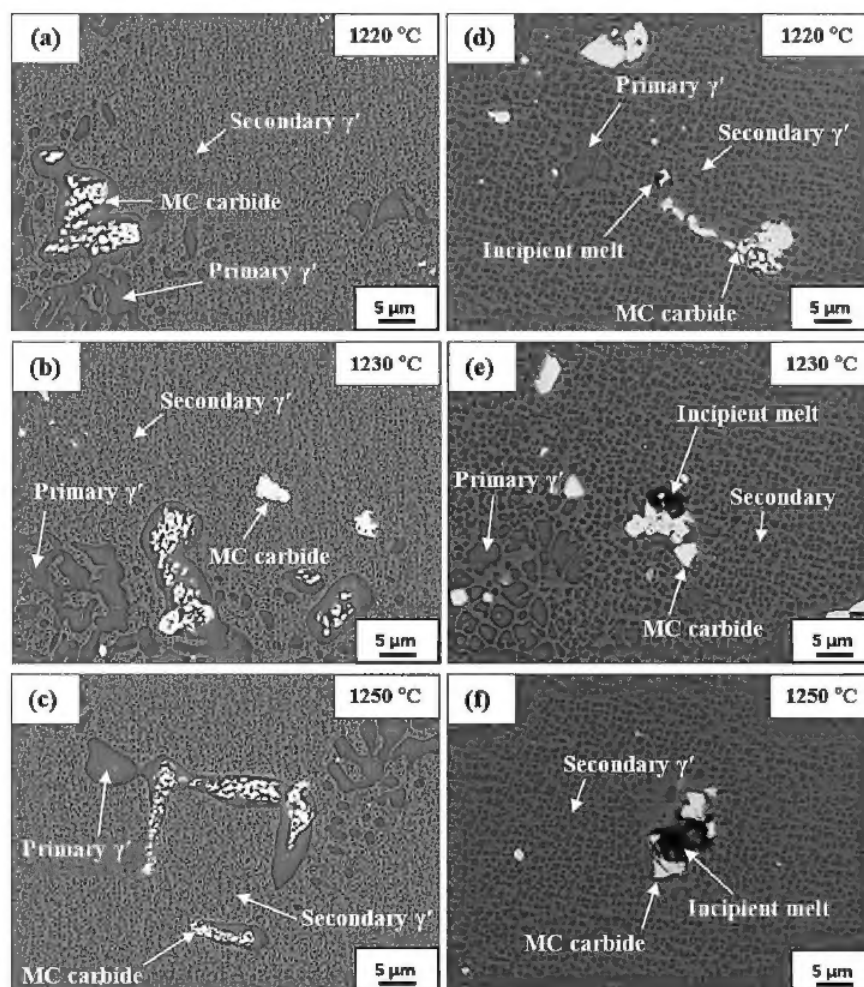 (a)
1220 °C
Secondary γ′
MC carbide
Primary γ′
5 μm
(d)
1220 °C
Primary γ′
Secondary γ′
Incipient melt
MC carbide
5 μm
(b)
1230 °C
Secondary γ′
Primary γ′
MC carbide
5 μm
(e)
1230 °C
Incipient melt
Primary γ′
Secondary
MC carbide
5 μm
(c)
1250 °C
Primary γ′
Secondary γ′
MC carbide
5 μm
(f)
1250 °C
Secondary γ′
Incipient melt
MC carbide
5 μm